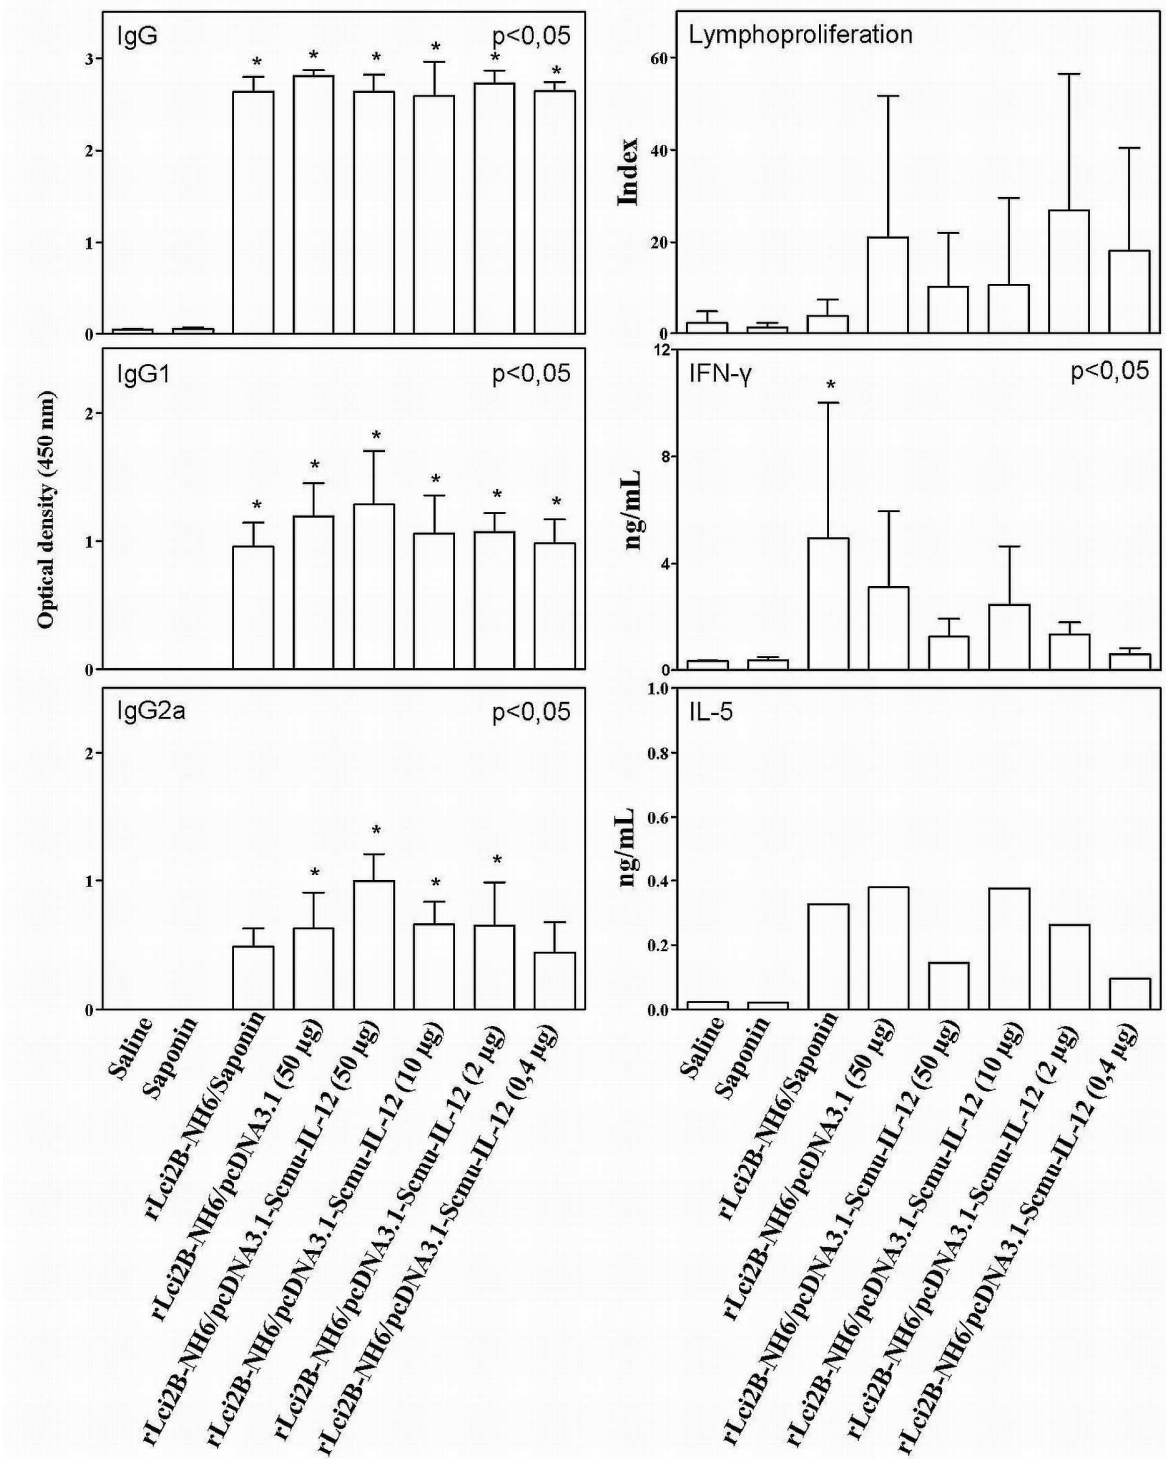 IgG
p<0,05
3
2
1
0
IgG1
p<0,05
2
1
0
IgG2a
p<0,05
2
1
0
Optical density (450 nm)
* * * * * *
* * * * * *
* * * *
Saline
Saponin
rLci2B-NH6/Saponin
rLci2B-NH6/pcDNA3.1 (50 µg)
rLci2B-NH6/pcDNA3.1-Scmu-IL-12 (50 µg)
rLci2B-NH6/pcDNA3.1-Scmu-IL-12 (10 µg)
rLci2B-NH6/pcDNA3.1-Scmu-IL-12 (2 µg)
rLci2B-NH6/pcDNA3.1-Scmu-IL-12 (0,4 µg)
Lymphoproliferation
60
40
20
0
Index
IFN-γ
p<0,05
*
12
8
4
0
ng/mL
IL-5
1.0
0.8
0.6
0.4
0.2
0.0
ng/mL
Saline
Saponin
rLci2B-NH6/Saponin
rLci2B-NH6/pcDNA3.1 (50 µg)
rLci2B-NH6/pcDNA3.1-Scmu-IL-12 (50 µg)
rLci2B-NH6/pcDNA3.1-Scmu-IL-12 (10 µg)
rLci2B-NH6/pcDNA3.1-Scmu-IL-12 (2 µg)
rLci2B-NH6/pcDNA3.1-Scmu-IL-12 (0,4 µg)